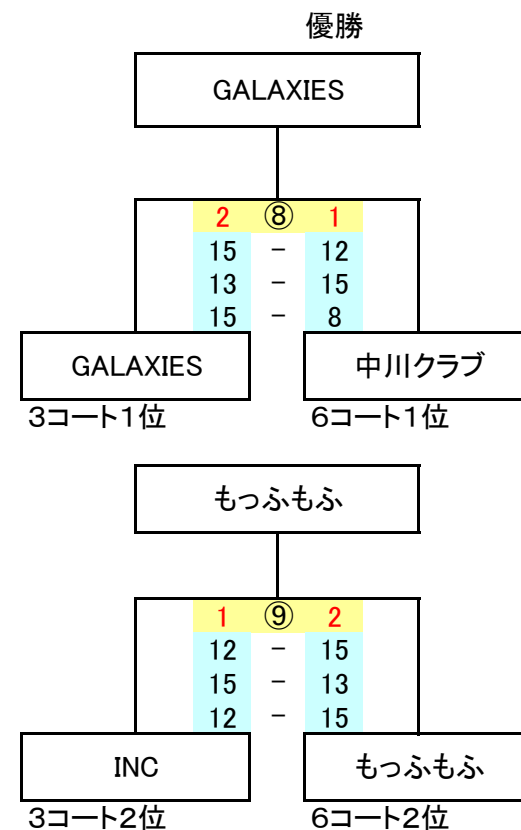 優勝
GALAXIES
2 ⑧ 1
15 - 12
13 - 15
15 - 8
GALAXIES 中川クラブ
3コート1位 6コート1位
もっふもふ
1 ⑨ 2
12 - 15
15 - 13
12 - 15
INC もっふもふ
3コート2位 6コート2位